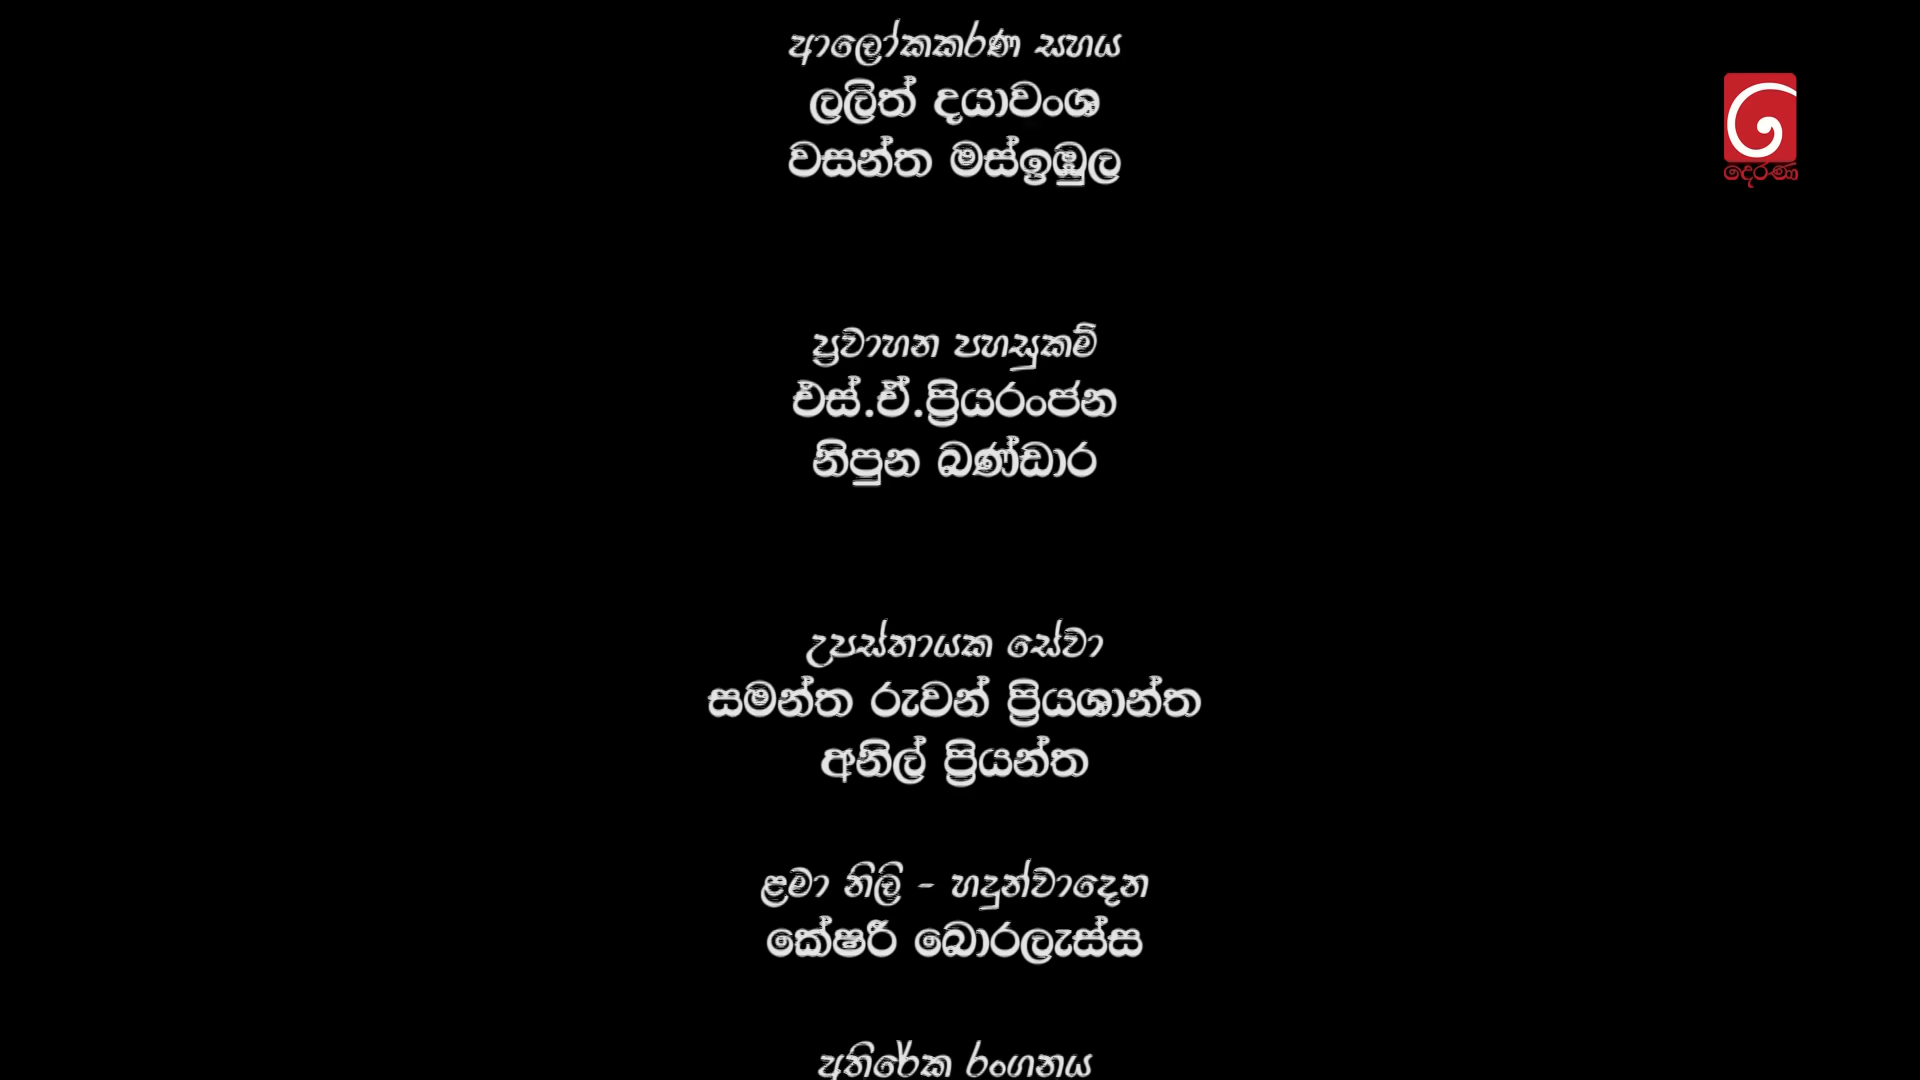 ආලෝකකරණ සහය
ලලිත් දයාවංශ
වසන්ත මස්ඉඹුල
දෙරණ
ප්‍රවාහන පහසුකම්
එස්.ඒ.ප්‍රියරංජන
නිපුන බණ්ඩාර
උපස්තායක සේවා
සමන්ත රුවන් ප්‍රියශාන්ත
අනිල් ප්‍රියන්ත
ළමා නිලි - හඳුන්වාදෙන
කේෂරී බොරලැස්ස
අතිරේක රංගනය